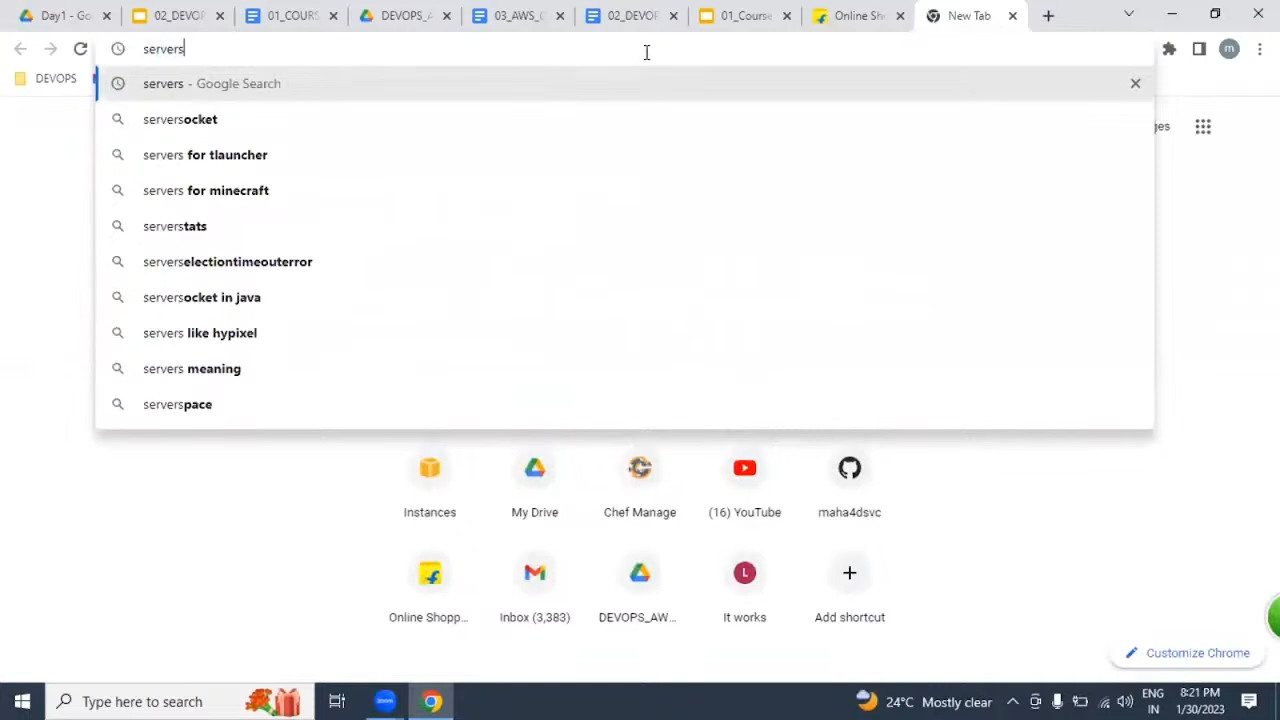 Day1 - Go
02_DEVOP
01_COURS
DEVOPS_A
03_AWS_C
02_DEVOP
01_Course
Online Sho
New Tab
servers
m
DEVOPS
servers - Google Search
serversocket
servers for tlauncher
servers for minecraft
serverstats
serverselectiontimeouterror
serversocket in java
servers like hypixel
servers meaning
serverspace
Instances
My Drive
Chef Manage
(16) YouTube
maha4dsvc
L
Online Shopp...
Inbox (3,383)
DEVOPS_AW...
It works
Add shortcut
Customize Chrome
Type here to search
zoom
24°C Mostly clear
ENG
IN
8:21 PM
1/30/2023